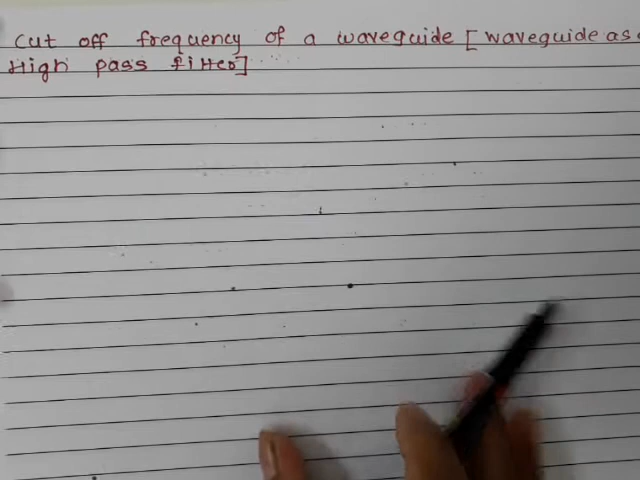 Cut off frequency of a waveguide [waveguide as a
High pass filter]